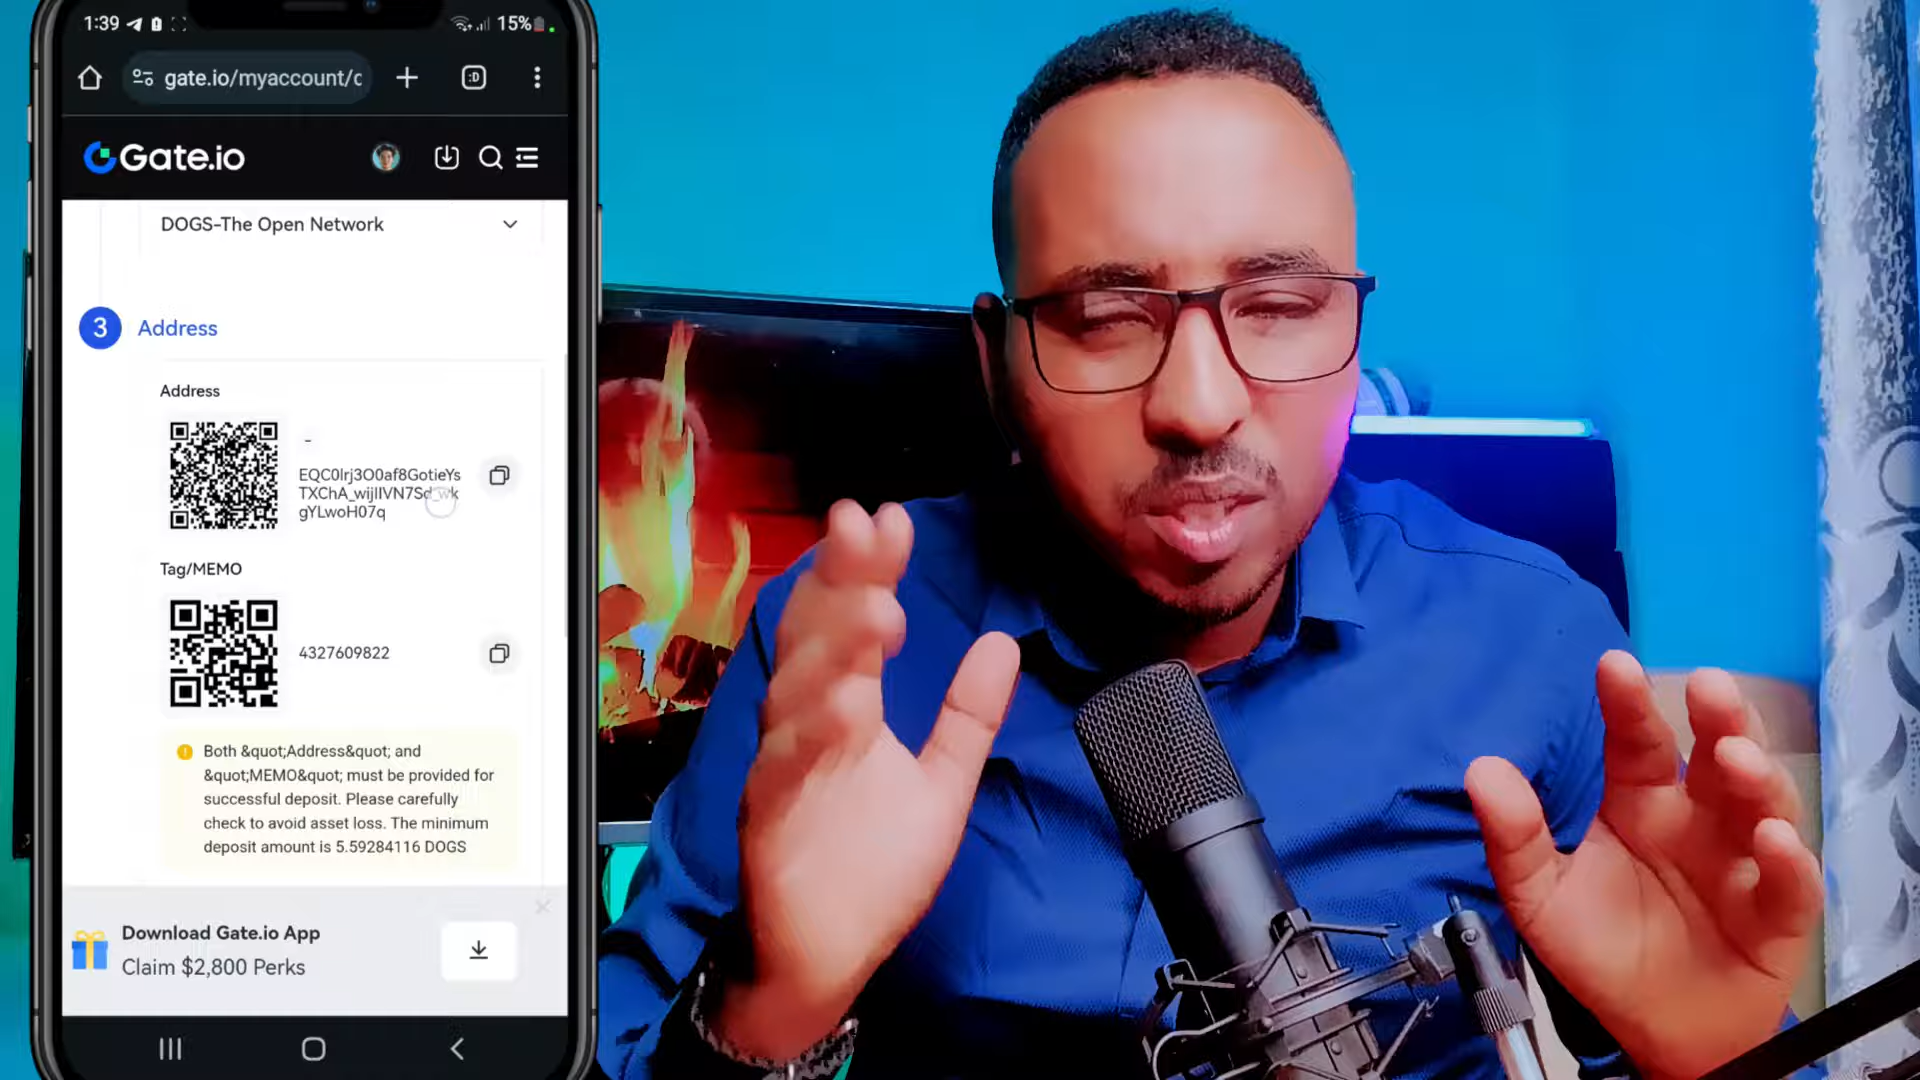 1:39
15%
gate.io/myaccount/c
:D
Gate.io
DOGS-The Open Network
3 Address
Address
-
EQC0lrj3O0af8GotieYs
TXChA_wijlIVN7Sd_wk
gYLwoH07q
Tag/MEMO
4327609822
Both &quot;Address&quot; and
&quot;MEMO&quot; must be provided for
successful deposit. Please carefully
check to avoid asset loss. The minimum
deposit amount is 5.59284116 DOGS
Download Gate.io App
Claim $2,800 Perks